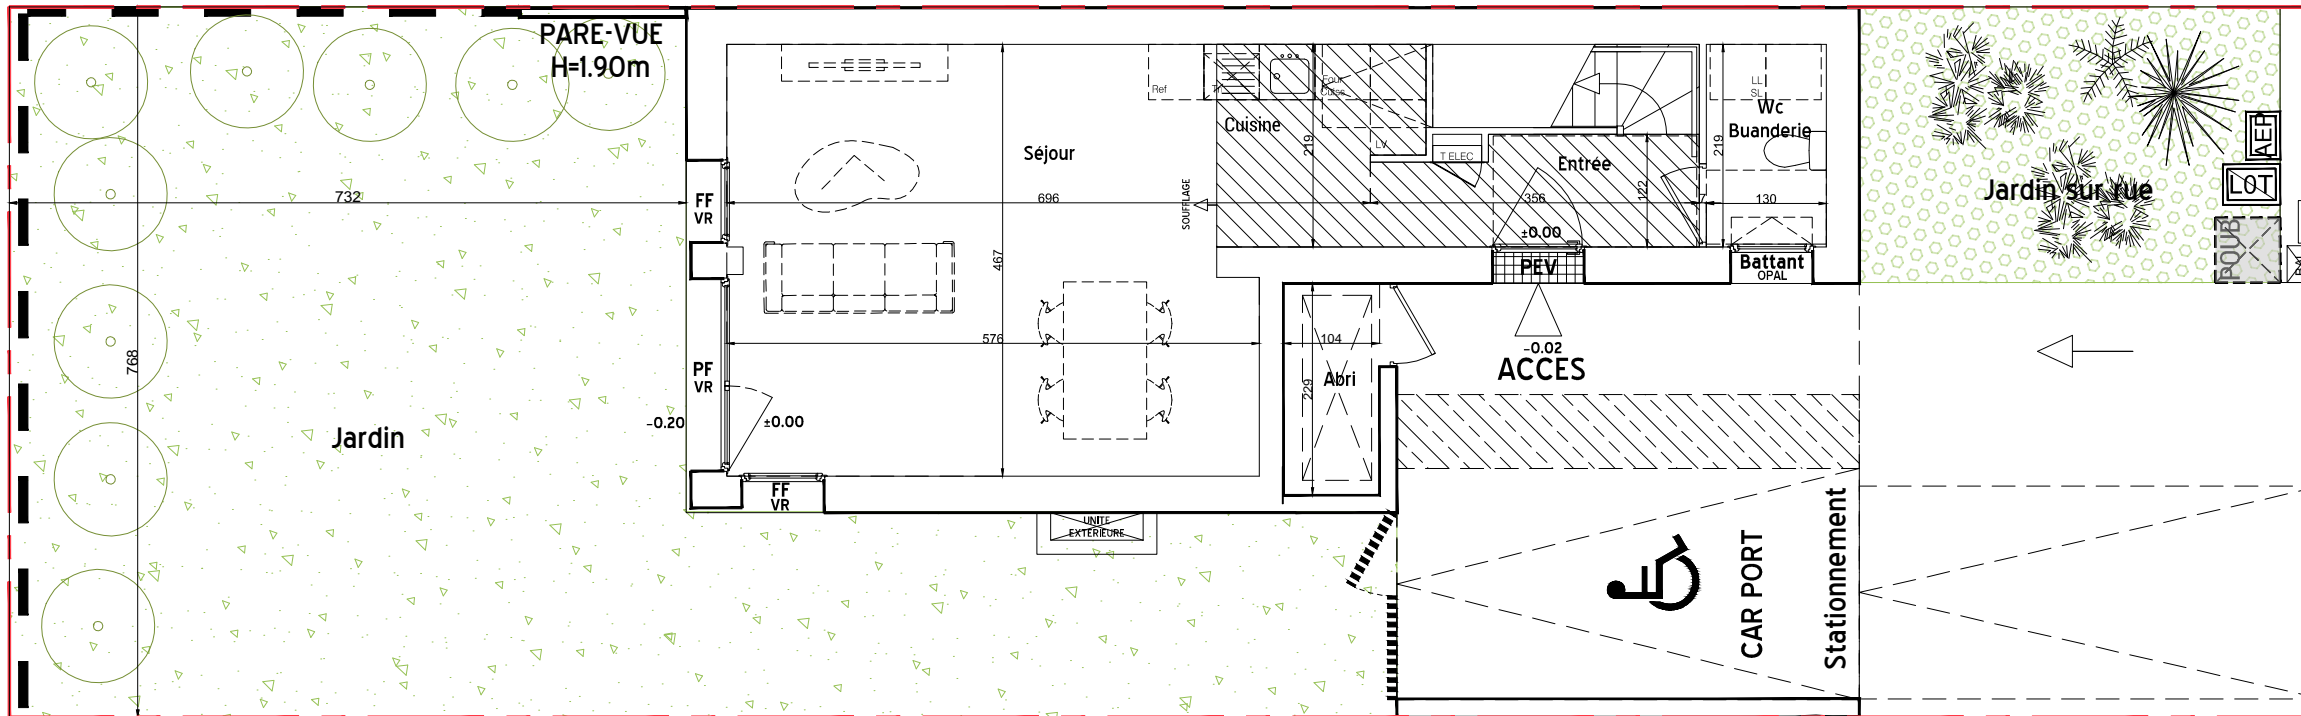 PARE-VUE
H=1.90m
Jardin
732
768
FF
VR
PF
VR
-0.20
±0.00
FF
VR
Séjour
696
467
576
SOUFFLAGE
Ref
Cuisine
219
Four
LV
T ELEC
Entrée
356
122
±0.00
PEV
7
LL
SL
Wc
Buanderie
219
130
Battant
OPAL
104
229
Abri
-0.02
ACCES
UNITE
EXTERIEURE
CAR PORT
Stationnement
Jardin sur rue
AEP
LOT
POUB